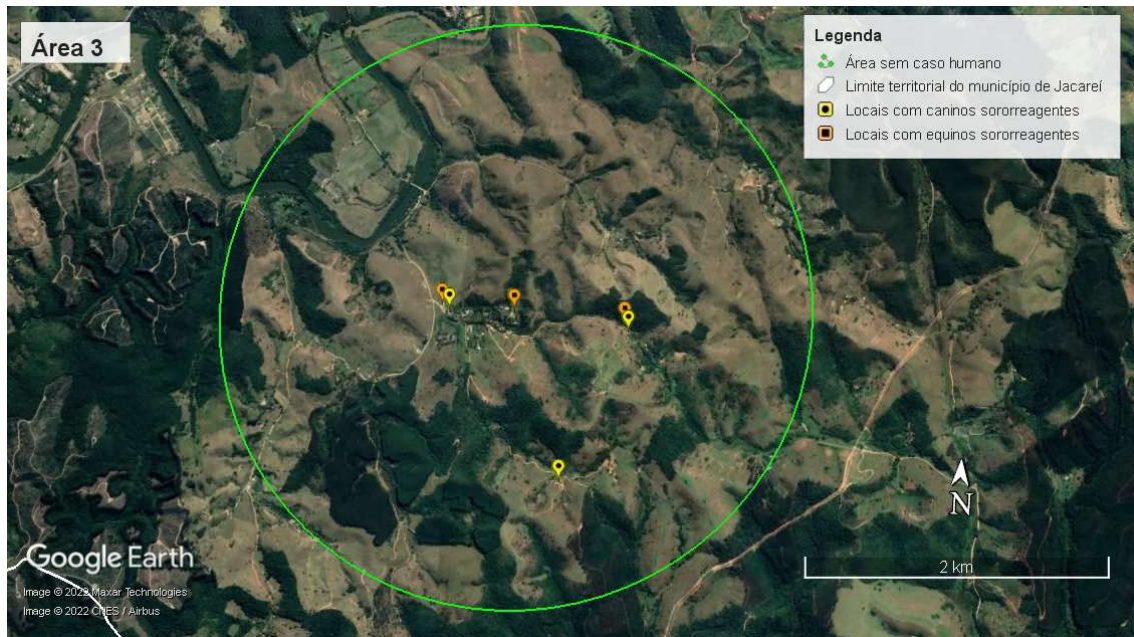 Área 3
Legenda
Área sem caso humano
Limite territorial do município de Jacareí
Locais com caninos sororreagentes
Locais com equinos sororreagentes
N
2 km
Google Earth
Image © 2022 Maxar Technologies
Image © 2022 CNES / Airbus